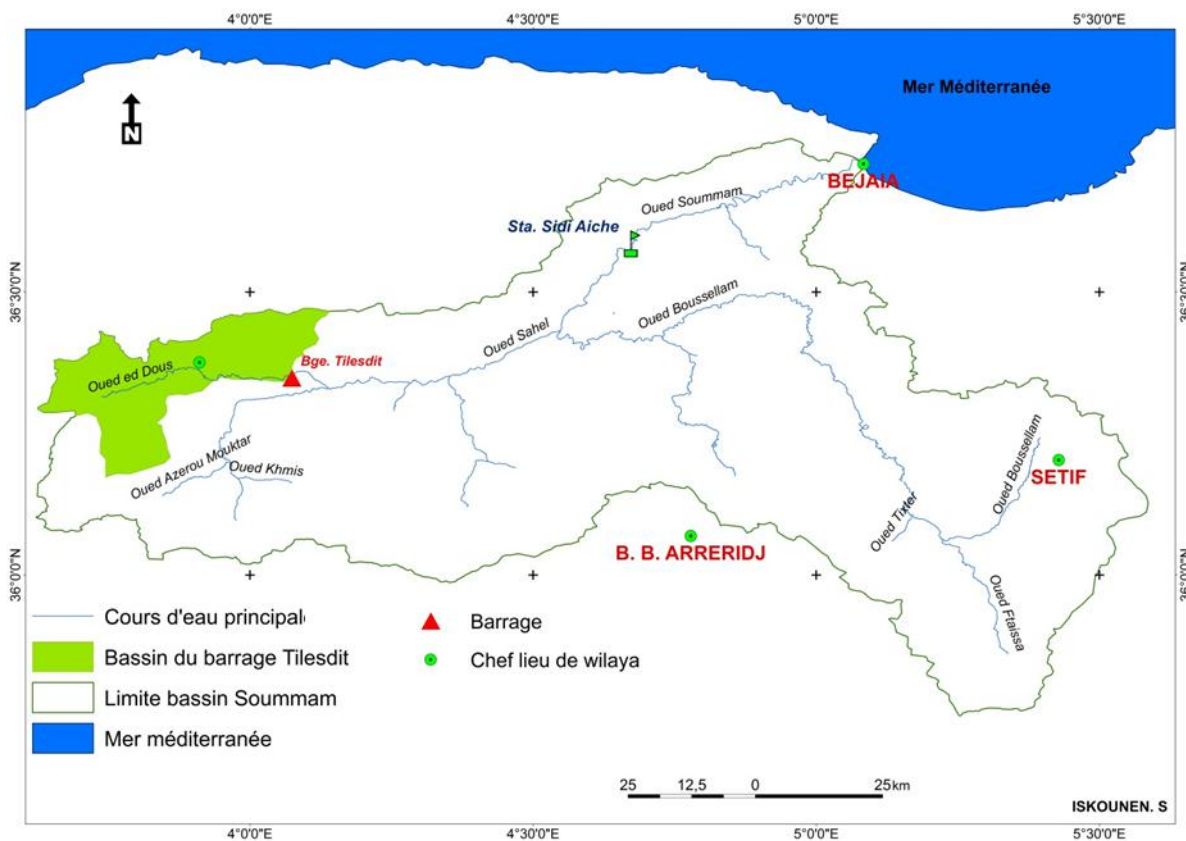 4°0'0"E
4°30'0"E
5°0'0"E
5°30'0"E
Mer Méditerranée
N
BEJAIA
Oued Soummam
Sta. Sidi Aiche
36°30'0"N
36°30'0"N
Oued Boussellam
Oued Sahel
Bge. Tilesdit
Oued ed Dous
Oued Azerou Mouktar
Oued Khmis
Oued Boussellam
SETIF
Oued Tixter
B. B. ARRERIDJ
36°0'0"N
36°0'0"N
Oued Ftaissa
Cours d'eau principale
Barrage
Bassin du barrage Tilesdit
Chef lieu de wilaya
Limite bassin Soummam
Mer méditerranée
25 12,5 0 25km
ISKOUNEN. S
4°0'0"E
4°30'0"E
5°0'0"E
5°30'0"E